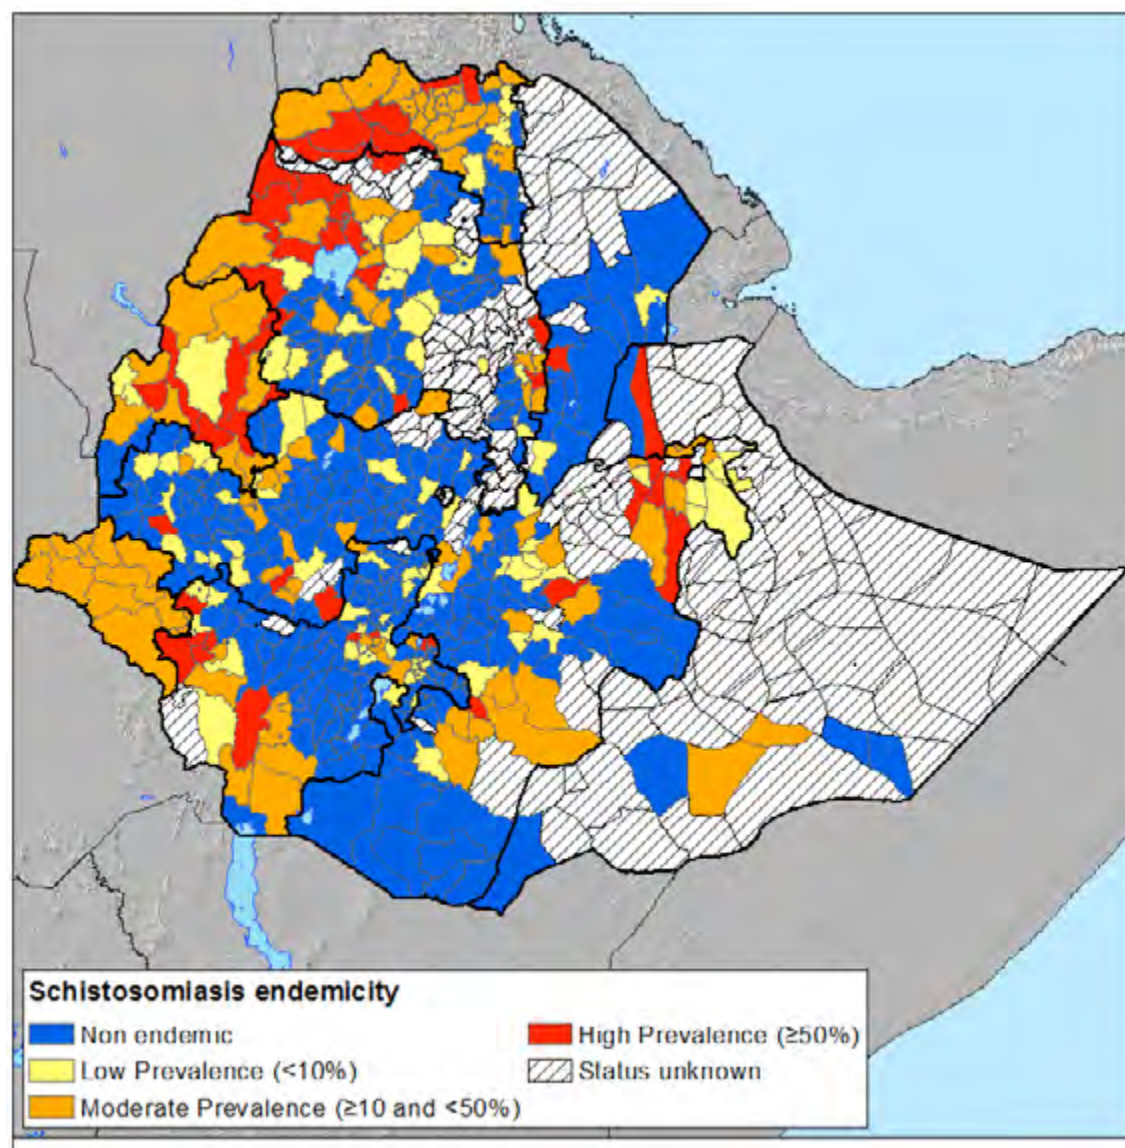 Schistosomiasis endemicity
Non endemic
High Prevalence (≥50%)
Low Prevalence (<10%)
Status unknown
Moderate Prevalence (≥10 and <50%)